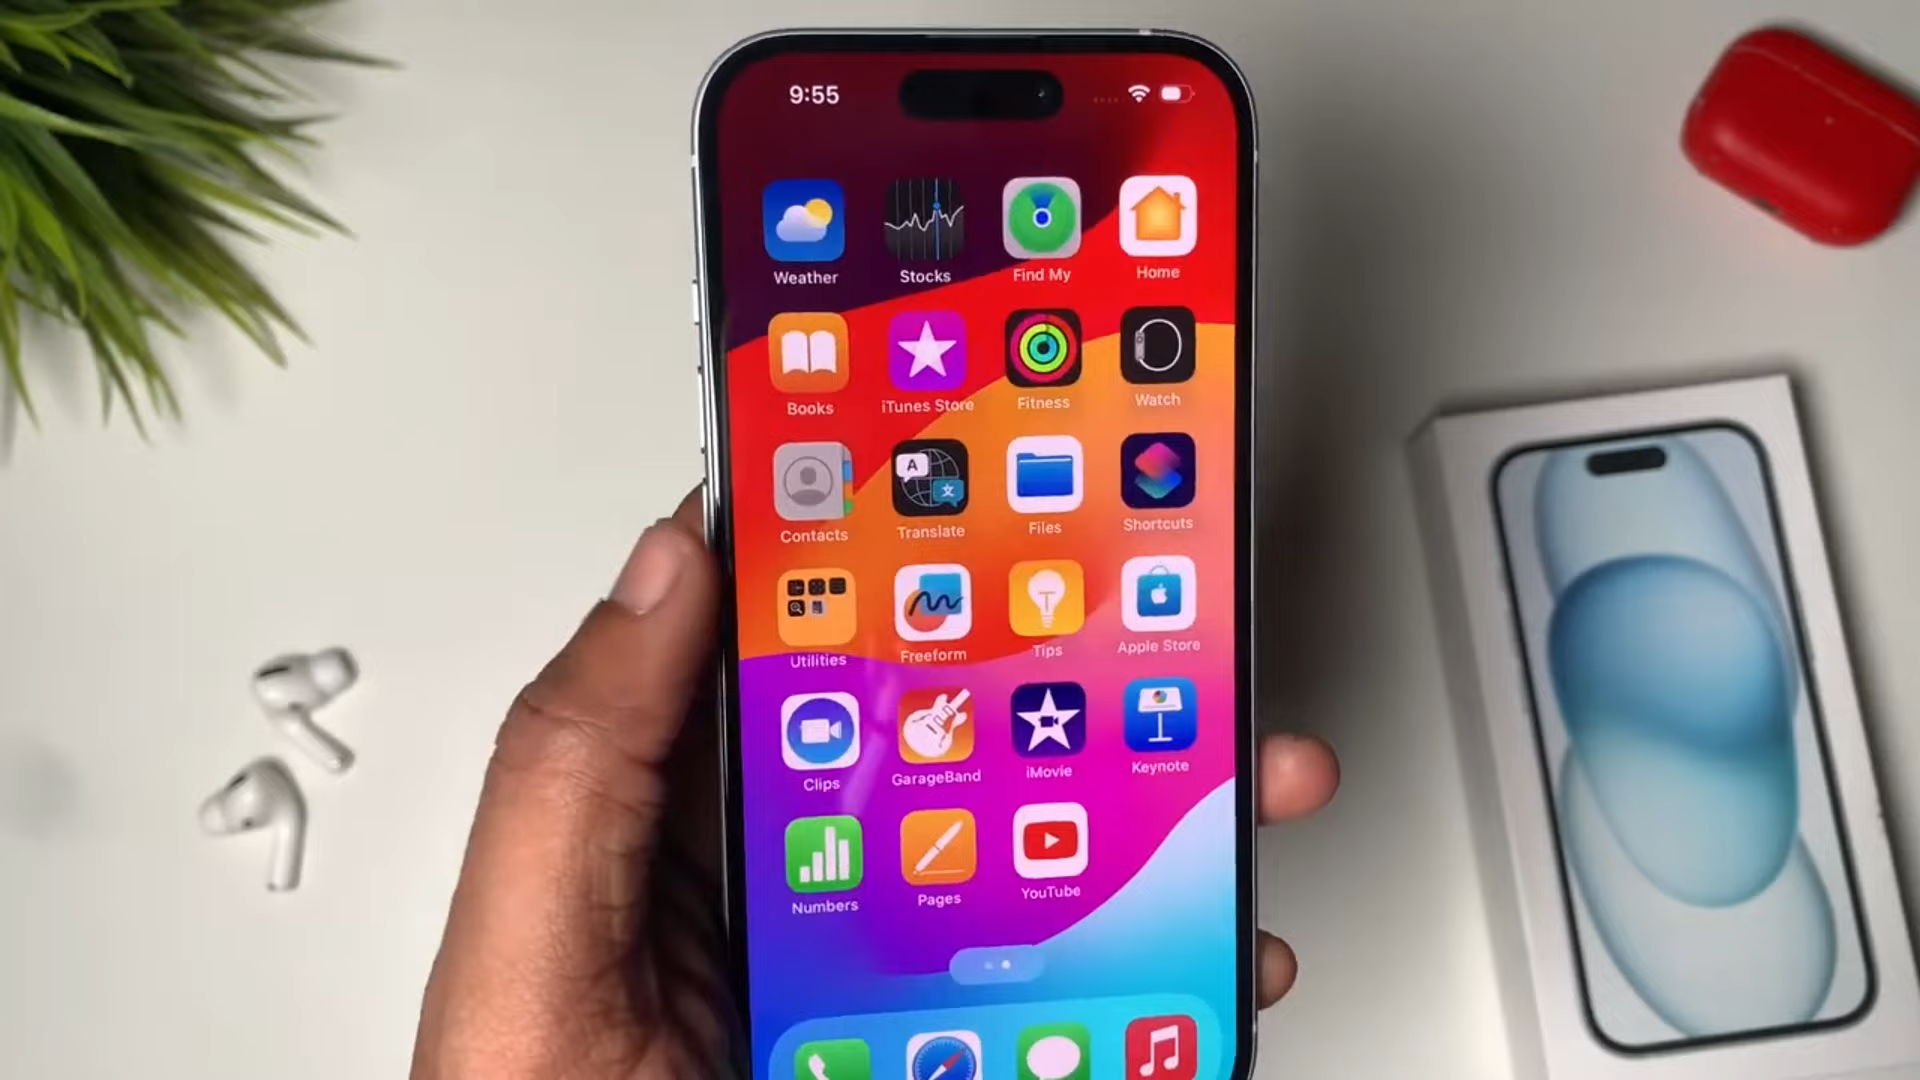 9:55
Weather Stocks Find My Home
Books iTunes Store Fitness Watch
A 文
Contacts Translate Files Shortcuts
Utilities Freeform Tips Apple Store
Clips GarageBand iMovie Keynote
Numbers Pages YouTube